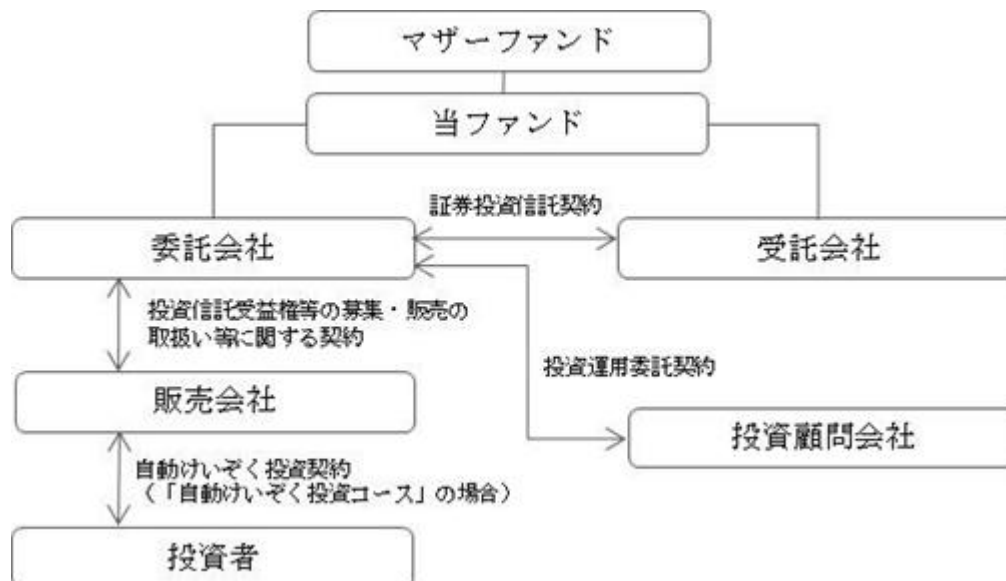 マザーファンド
当ファンド
証券投資信託契約
委託会社
受託会社
投資信託受益権等の募集・販売の
取扱い等に関する契約
投資運用委託契約
販売会社
投資顧問会社
自動けいぞく投資契約
(「自動けいぞく投資コース」の場合)
投資者